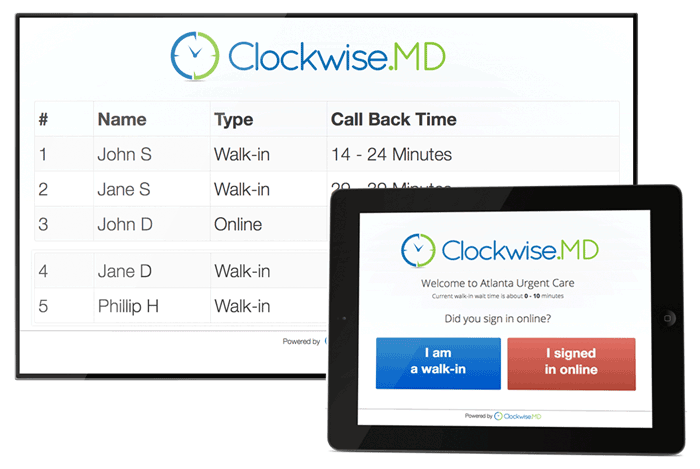 Clockwise.MD
# Name Type Call Back Time
1 John S Walk-in 14 - 24 Minutes
2 Jane S Walk-in
3 John D Online
4 Jane D Walk-in
5 Phillip H Walk-in
Powered by
Clockwise.MD
Welcome to Atlanta Urgent Care
Current walk-in wait time is about 0 - 10 minutes
Did you sign in online?
I am
a walk-in
I signed
in online
Powered by Clockwise.MD